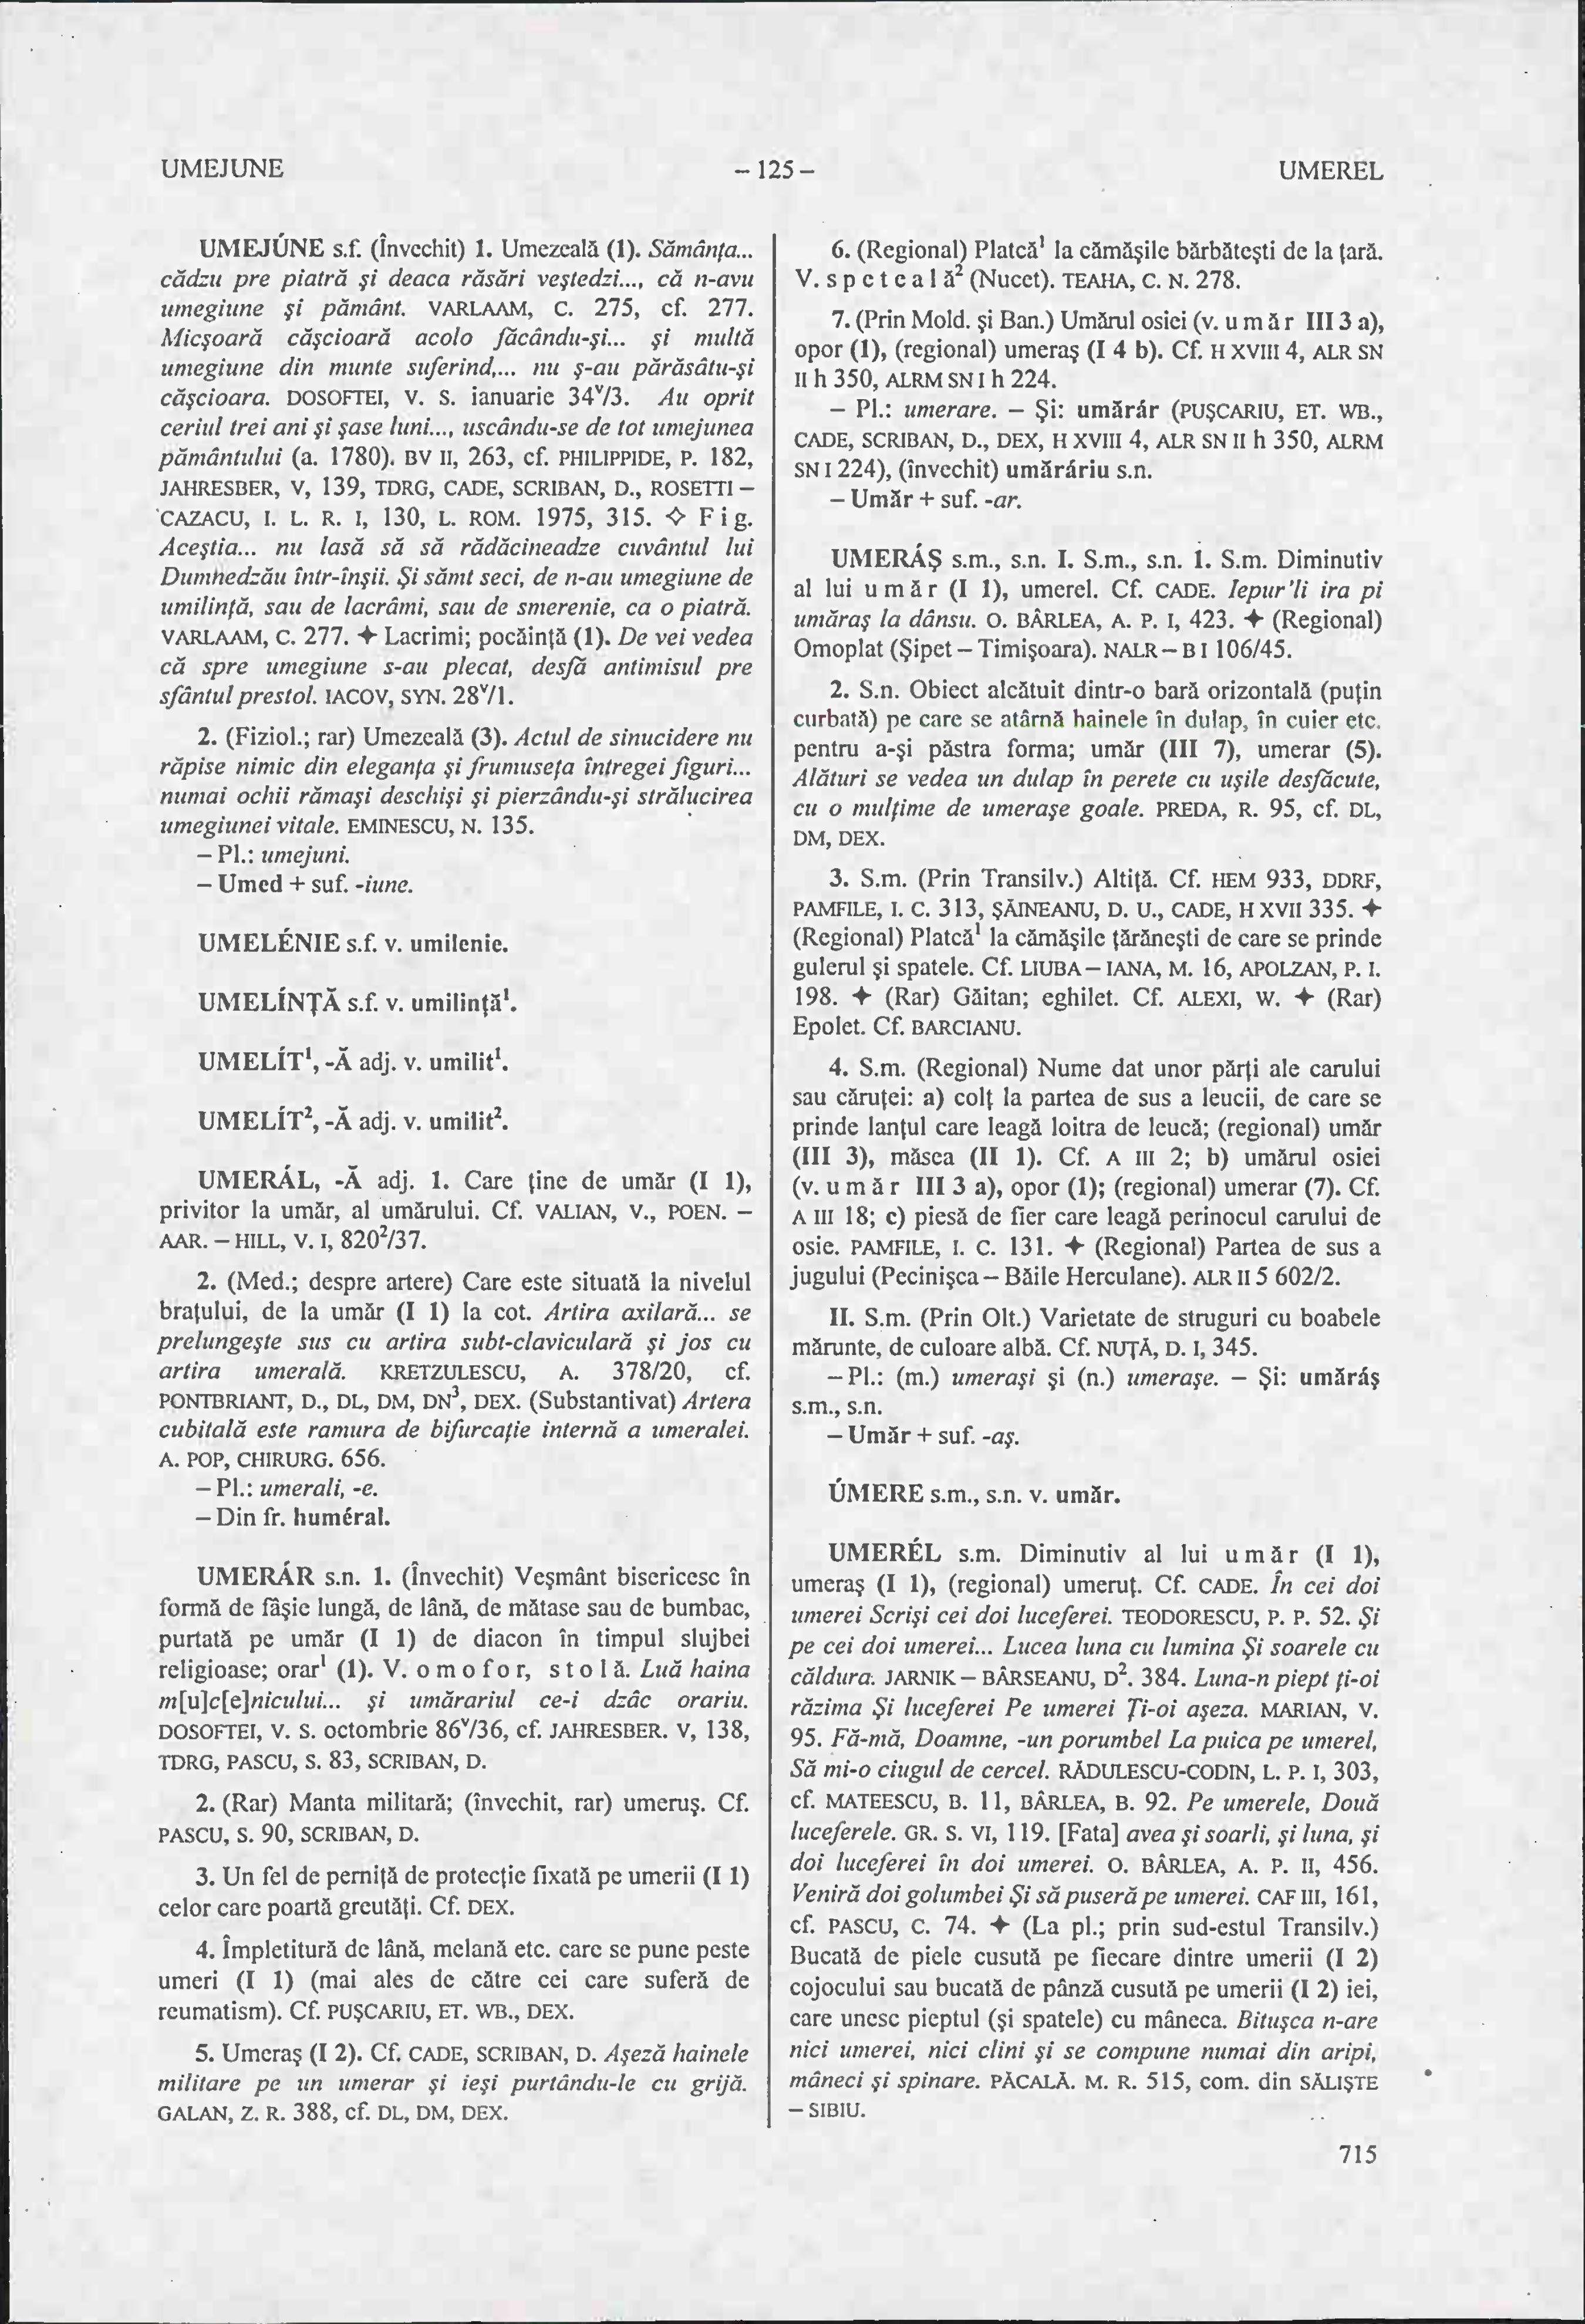 UMEJUNE
– 125 –
UMEREL
UMEJÚNE s.f. (Învechit) 1. Umezeală (1). Sămânța...
cădzu pre piatră și deaca răsări veștedzi..., că n-avu
umegiune și pământ. VARLAAM, C. 275, cf. 277.
Micșoară cășcioară acolo făcându-și... și multă
umegiune din munte suferind,... nu ș-au părăsâtu-și
cășcioara. DOSOFTEI, V. S. ianuarie 34ᵛ/3. Au oprit
ceriul trei ani și șase luni..., uscându-se de tot umejunea
pământului (a. 1780). BV II, 263, cf. PHILIPPIDE, P. 182,
JAHRESBER, V, 139, TDRG, CADE, SCRIBAN, D., ROSETTI –
CAZACU, I. L. R. I, 130, L. ROM. 1975, 315. ◇ F i g.
Aceștia... nu lasă să să rădăcineadze cuvântul lui
Dumnedzău într-înșii. Și sămt seci, de n-au umegiune de
umilință, sau de lacrâmi, sau de smerenie, ca o piatră.
VARLAAM, C. 277. ✦ Lacrimi; pocăință (1). De vei vedea
că spre umegiune s-au plecat, desfă antimisul pre
sfântul prestol. IACOV, SYN. 28ᵛ/1.
2. (Fiziol.; rar) Umezeală (3). Actul de sinucidere nu
răpise nimic din eleganța și frumusețea întregei figuri...
numai ochii rămași deschiși și pierzându-și strălucirea
umegiunei vitale. EMINESCU, N. 135.
– Pl.: umejuni.
– Umed + suf. -iune.
UMELÉNIE s.f. v. umilenie.
UMELÍNȚĂ s.f. v. umilință¹.
UMELÍT¹, -Ă adj. v. umilit¹.
UMELÍT², -Ă adj. v. umilit².
UMERÁL, -Ă adj. 1. Care ține de umăr (I 1),
privitor la umăr, al umărului. Cf. VALIAN, V., POEN. –
AAR. – HILL, V. I, 820²/37.
2. (Med.; despre artere) Care este situată la nivelul
brațului, de la umăr (I 1) la cot. Artira axilară... se
prelungește sus cu artira subt-claviculară și jos cu
artira umerală. KRETZULESCU, A. 378/20, cf.
PONTBRIANT, D., DL, DM, DN³, DEX. (Substantivat) Artera
cubitală este ramura de bifurcație internă a umeralei.
A. POP, CHIRURG. 656.
– Pl.: umerali, -e.
– Din fr. huméral.
UMERÁR s.n. 1. (Învechit) Veșmânt bisericesc în
formă de fâșie lungă, de lână, de mătase sau de bumbac,
purtată pe umăr (I 1) de diacon în timpul slujbei
religioase; orar¹ (1). V. o m o f o r, s t o l ă. Luă haina
m[u]c[e]nicului... și umărariul ce-i dzâc orariu.
DOSOFTEI, V. S. octombrie 86ᵛ/36, cf. JAHRESBER. V, 138,
TDRG, PASCU, S. 83, SCRIBAN, D.
2. (Rar) Manta militară; (învechit, rar) umeruș. Cf.
PASCU, S. 90, SCRIBAN, D.
3. Un fel de perniță de protecție fixată pe umerii (I 1)
celor care poartă greutăți. Cf. DEX.
4. Împletitură de lână, melană etc. care se pune peste
umeri (I 1) (mai ales de către cei care suferă de
reumatism). Cf. PUȘCARIU, ET. WB., DEX.
5. Umeraș (I 2). Cf. CADE, SCRIBAN, D. Așeză hainele
militare pe un umerar și ieși purtându-le cu grijă.
GALAN, Z. R. 388, cf. DL, DM, DEX.
6. (Regional) Platcă¹ la cămășile bărbătești de la țară.
V. s p e t e a l ă² (Nucet). TEAHA, C. N. 278.
7. (Prin Mold. și Ban.) Umărul osiei (v. u m ă r III 3 a),
opor (1), (regional) umeraș (I 4 b). Cf. H XVIII 4, ALR SN
II h 350, ALRM SN I h 224.
– Pl.: umerare. – Și: umărár (PUȘCARIU, ET. WB.,
CADE, SCRIBAN, D., DEX, H XVIII 4, ALR SN II h 350, ALRM
SN I 224), (învechit) umăráriu s.n.
– Umăr + suf. -ar.
UMERÁȘ s.m., s.n. I. S.m., s.n. 1. S.m. Diminutiv
al lui u m ă r (I 1), umerel. Cf. CADE. Iepur'li ira pi
umăraș la dânsu. O. BÂRLEA, A. P. I, 423. ✦ (Regional)
Omoplat (Șipet – Timișoara). NALR – B I 106/45.
2. S.n. Obiect alcătuit dintr-o bară orizontală (puțin
curbată) pe care se atârnă hainele în dulap, în cuier etc.
pentru a-și păstra forma; umăr (III 7), umerar (5).
Alături se vedea un dulap în perete cu ușile desfăcute,
cu o mulțime de umerașe goale. PREDA, R. 95, cf. DL,
DM, DEX.
3. S.m. (Prin Transilv.) Altiță. Cf. HEM 933, DDRF,
PAMFILE, I. C. 313, ȘĂINEANU, D. U., CADE, H XVII 335. ✦
(Regional) Platcă¹ la cămășile țărănești de care se prinde
gulerul și spatele. Cf. LIUBA – IANA, M. 16, APOLZAN, P. I.
198. ✦ (Rar) Găitan; eghilet. Cf. ALEXI, W. ✦ (Rar)
Epolet. Cf. BARCIANU.
4. S.m. (Regional) Nume dat unor părți ale carului
sau căruței: a) colț la partea de sus a leucii, de care se
prinde lanțul care leagă loitra de leucă; (regional) umăr
(III 3), măsea (II 1). Cf. A III 2; b) umărul osiei
(v. u m ă r III 3 a), opor (1); (regional) umerar (7). Cf.
A III 18; c) piesă de fier care leagă perinocul carului de
osie. PAMFILE, I. C. 131. ✦ (Regional) Partea de sus a
jugului (Pecinișca – Băile Herculane). ALR II 5 602/2.
II. S.m. (Prin Olt.) Varietate de struguri cu boabele
mărunte, de culoare albă. Cf. NUȚĂ, D. I, 345.
– Pl.: (m.) umerași și (n.) umerașe. – Și: umăráș
s.m., s.n.
– Umăr + suf. -aș.
ÚMERE s.m., s.n. v. umăr.
UMERÉL s.m. Diminutiv al lui u m ă r (I 1),
umeraș (I 1), (regional) umeruț. Cf. CADE. În cei doi
umerei Scriși cei doi luceferei. TEODORESCU, P. P. 52. Și
pe cei doi umerei... Lucea luna cu lumina Și soarele cu
căldura. JARNIK – BÂRSEANU, D². 384. Luna-n piept ți-oi
răzima Și luceferei Pe umerei Ți-oi așeza. MARIAN, V.
95. Fă-mă, Doamne, -un porumbel La puica pe umerel,
Să mi-o ciugul de cercel. RĂDULESCU-CODIN, L. P. I, 303,
cf. MATEESCU, B. 11, BÂRLEA, B. 92. Pe umerele, Două
luceferele. GR. S. VI, 119. [Fata] avea și soarli, și luna, și
doi luceferei în doi umerei. O. BÂRLEA, A. P. II, 456.
Veniră doi golumbei Și să puseră pe umerei. CAF III, 161,
cf. PASCU, C. 74. ✦ (La pl.; prin sud-estul Transilv.)
Bucată de piele cusută pe fiecare dintre umerii (I 2)
cojocului sau bucată de pânză cusută pe umerii (I 2) iei,
care unesc pieptul (și spatele) cu mâneca. Bitușca n-are
nici umerei, nici clini și se compune numai din aripi,
mâneci și spinare. PĂCALĂ. M. R. 515, com. din SĂLIȘTE
– SIBIU.
715